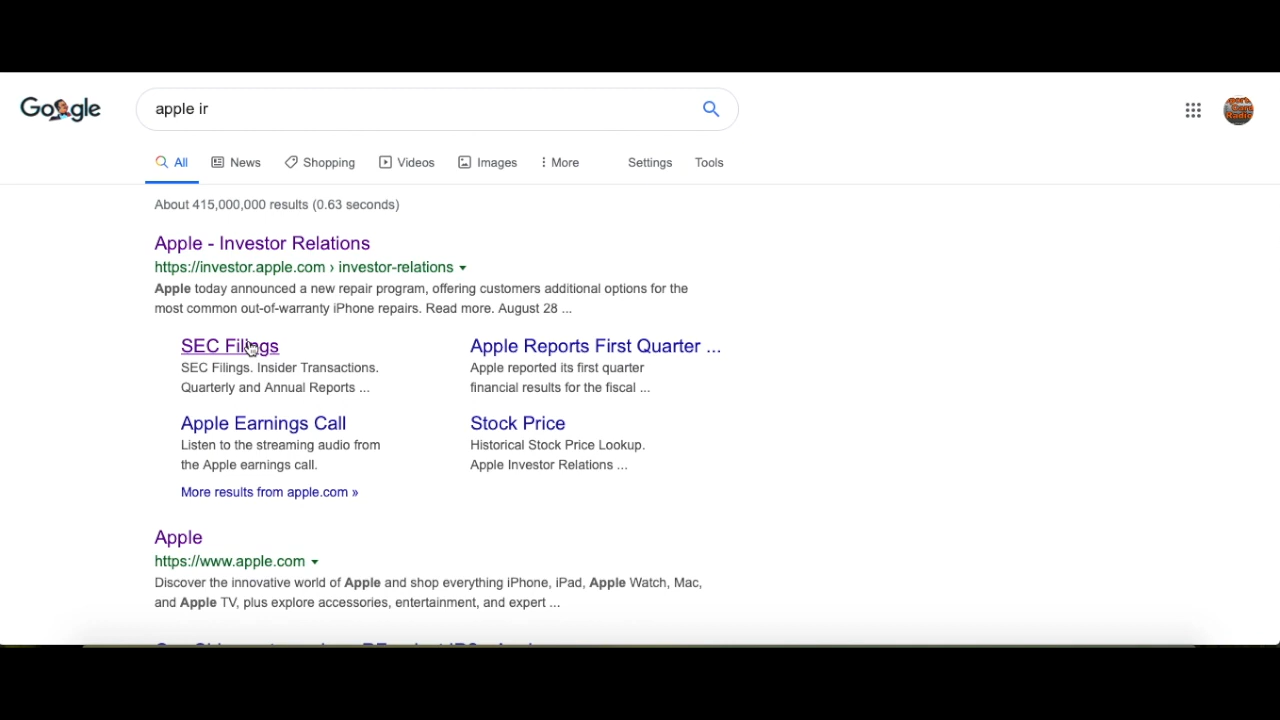 Google
apple ir
All News Shopping Videos Images More Settings Tools
About 415,000,000 results (0.63 seconds)
Apple - Investor Relations
https://investor.apple.com › investor-relations
Apple today announced a new repair program, offering customers additional options for the
most common out-of-warranty iPhone repairs. Read more. August 28 ...
SEC Filings
SEC Filings. Insider Transactions.
Quarterly and Annual Reports ...
Apple Reports First Quarter ...
Apple reported its first quarter
financial results for the fiscal ...
Apple Earnings Call
Listen to the streaming audio from
the Apple earnings call.
Stock Price
Historical Stock Price Lookup.
Apple Investor Relations ...
More results from apple.com »
Apple
https://www.apple.com
Discover the innovative world of Apple and shop everything iPhone, iPad, Apple Watch, Mac,
and Apple TV, plus explore accessories, entertainment, and expert ...